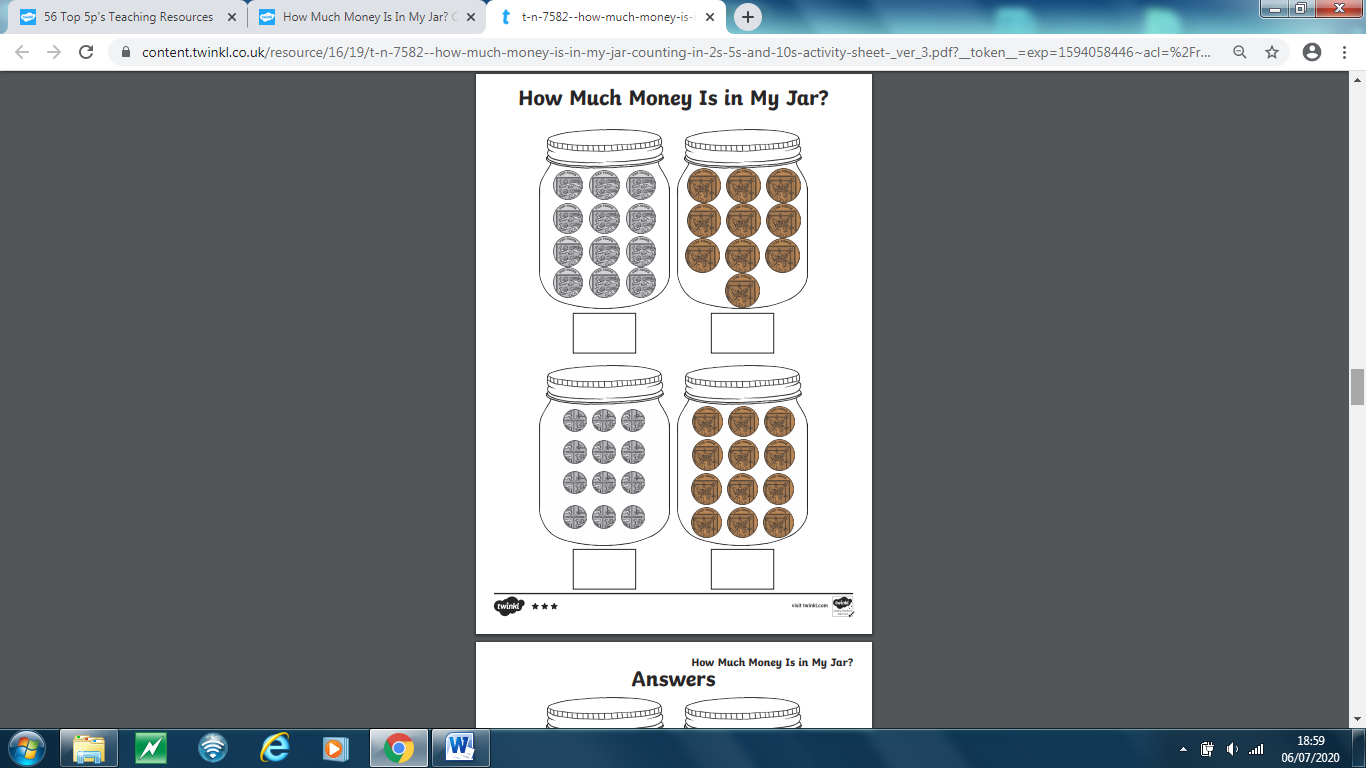 56 Top 5p's Teaching Resources
How Much Money Is In My Jar? C
t-n-7582--how-much-money-is-i
content.twinkl.co.uk/resource/16/19/t-n-7582--how-much-money-is-in-my-jar-counting-in-2s-5s-and-10s-activity-sheet-_ver_3.pdf?__token__=exp=1594058446~acl=%2Fr...
How Much Money Is in My Jar?
twinkl
visit twinkl.com
twinkl
How Much Money Is in My Jar?
Answers
18:59
06/07/2020